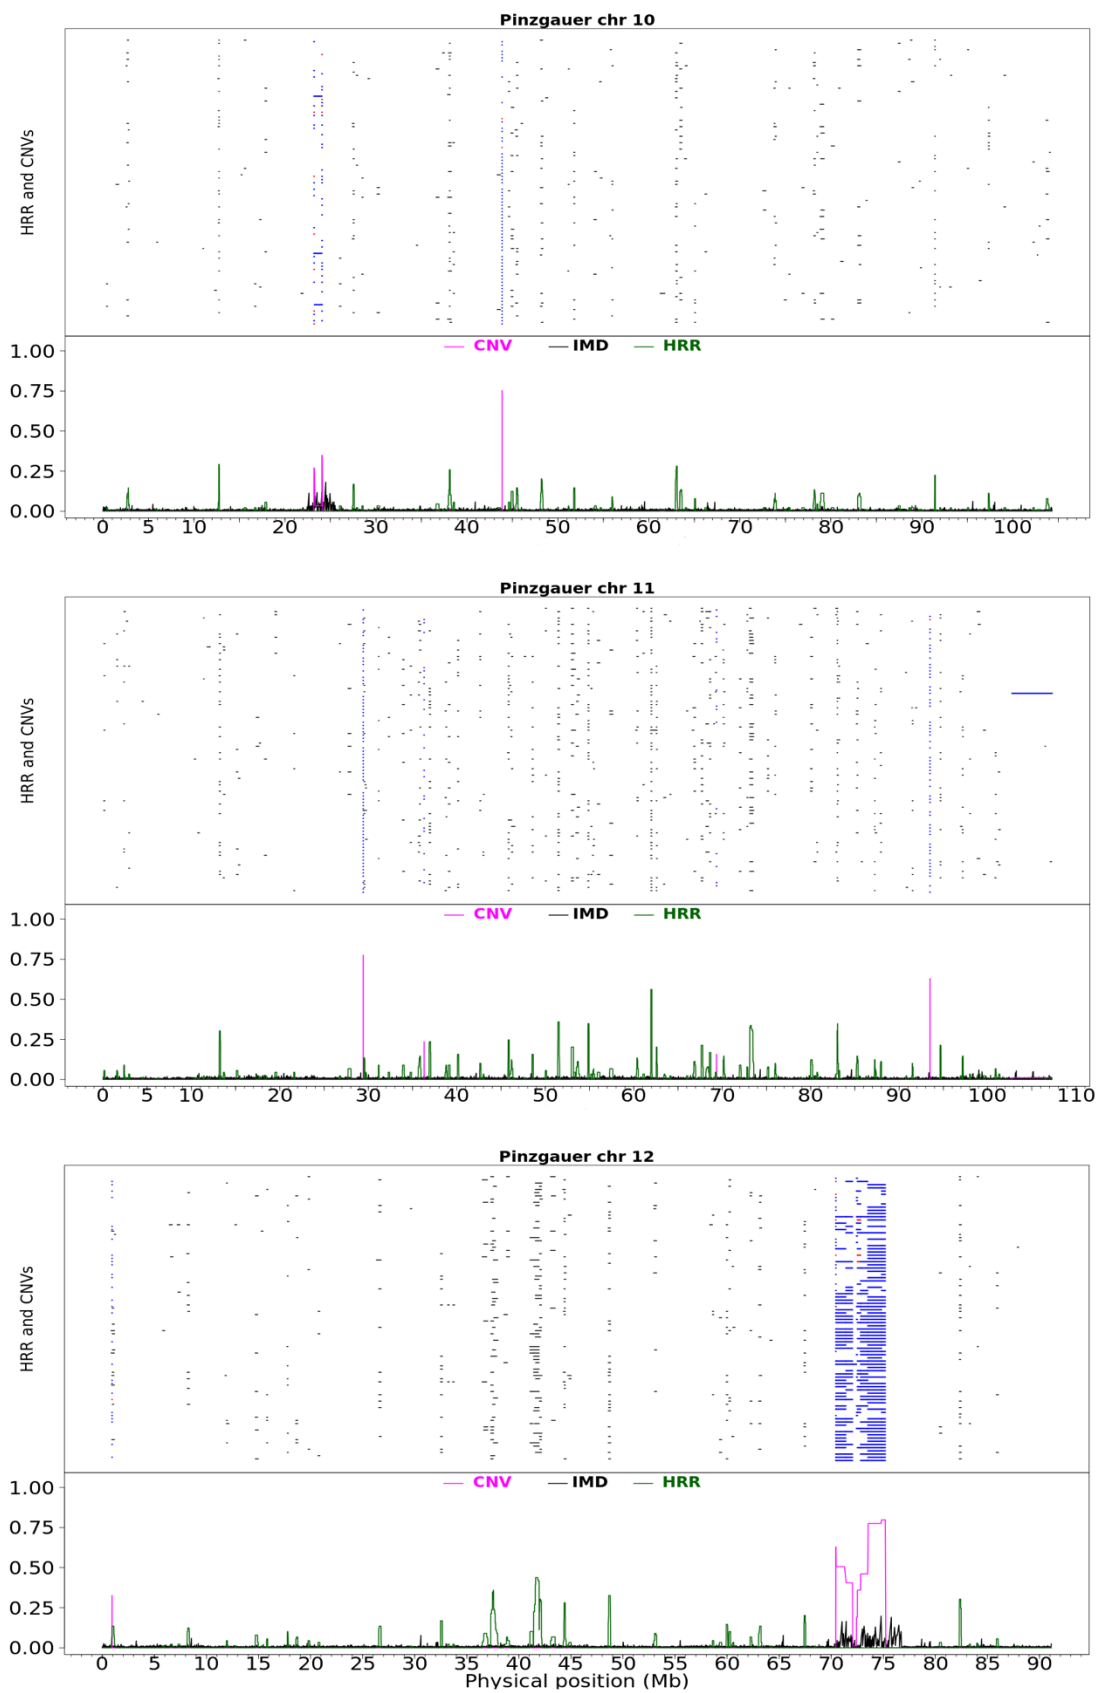 Pinzgauer chr 10
HRR and CNVs
CNV IMD HRR
1.00
0.75
0.50
0.25
0.00
0 5 10 15 20 30 40 50 60 70 80 90 100
Pinzgauer chr 11
HRR and CNVs
CNV IMD HRR
1.00
0.75
0.50
0.25
0.00
0 5 10 15 20 30 40 50 60 70 80 90 100 110
Pinzgauer chr 12
HRR and CNVs
CNV IMD HRR
1.00
0.75
0.50
0.25
0.00
0 5 10 15 20 25 30 35 40 45 50 55 60 65 70 75 80 85 90
Physical position (Mb)